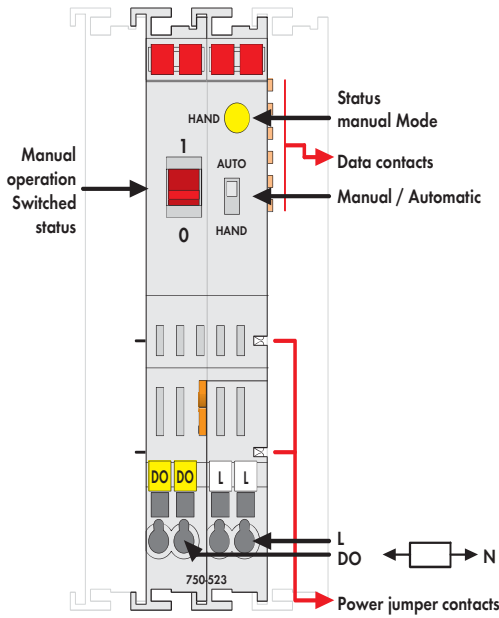 HAND
Status
manual Mode
1
AUTO
Data contacts
Manual
operation
Switched
status
Manual / Automatic
0
HAND
DO
DO
L
L
L
DO
N
750-523
Power jumper contacts